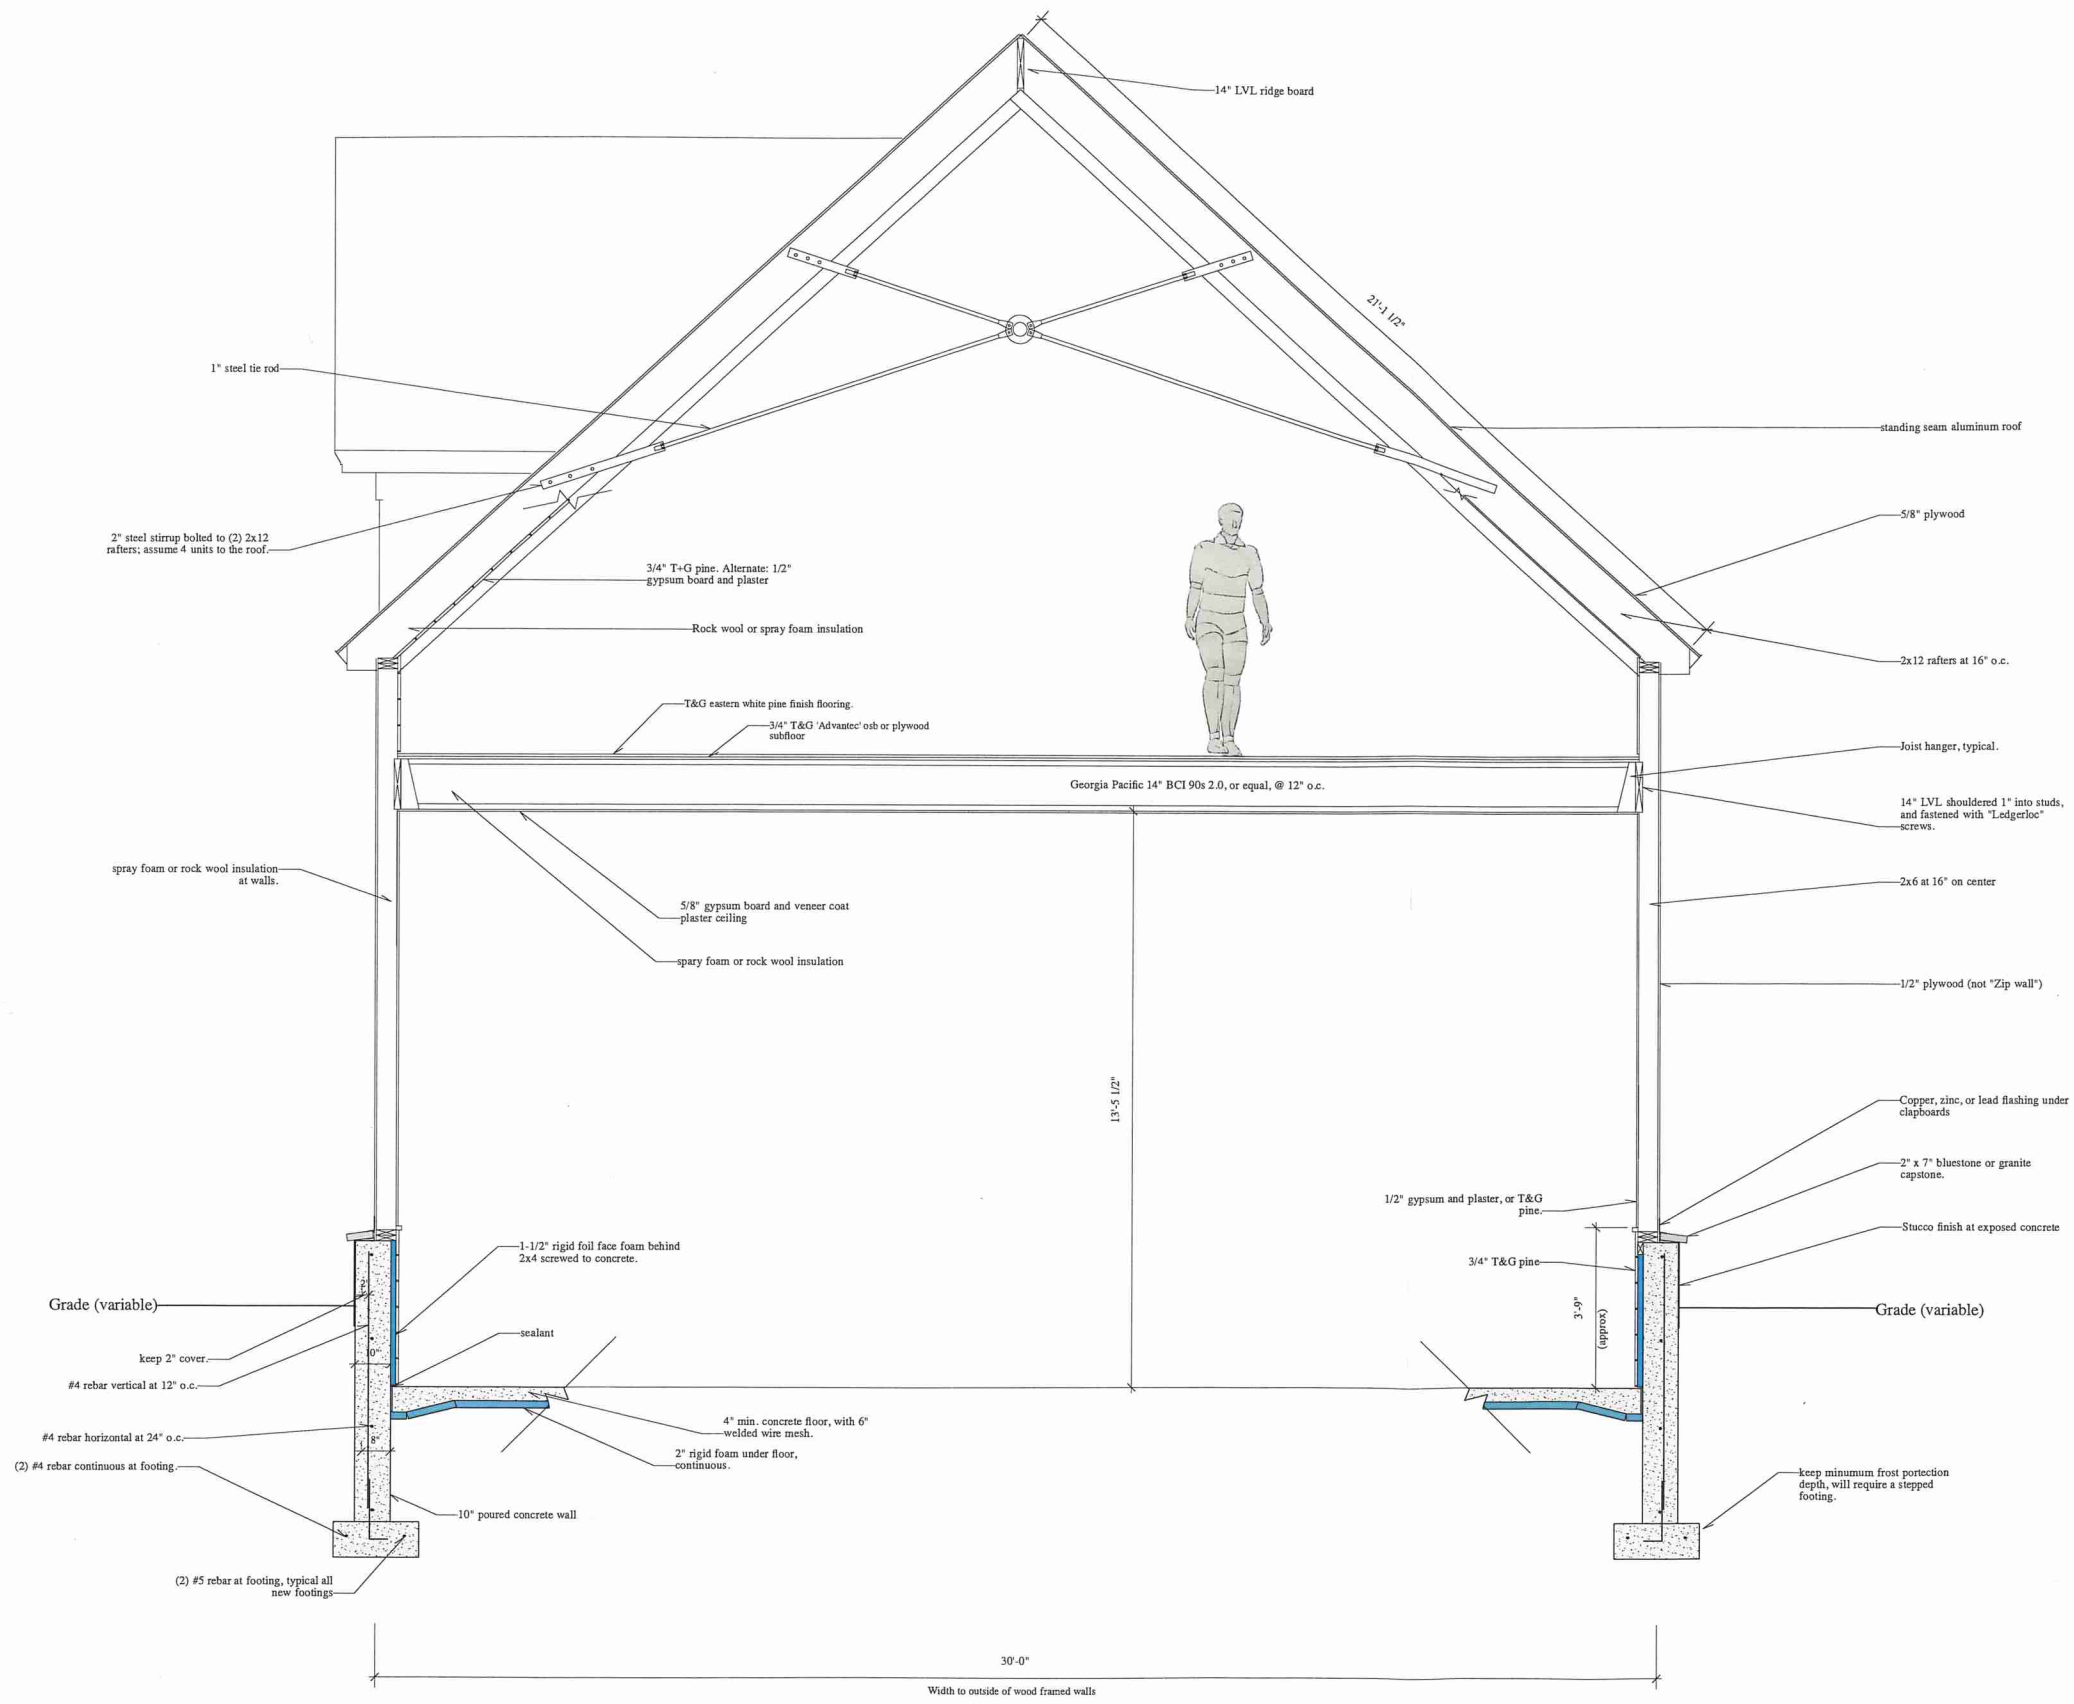 14" LVL ridge board
21'-1 1/2"
1" steel tie rod
standing seam aluminum roof
5/8" plywood
2" steel stirrup bolted to (2) 2x12
rafters; assume 4 units to the roof.
3/4" T+G pine. Alternate: 1/2"
gypsum board and plaster
Rock wool or spray foam insulation
2x12 rafters at 16" o.c.
T&G eastern white pine finish flooring.
3/4" T&G 'Advantec' osb or plywood
subfloor
Joist hanger, typical.
Georgia Pacific 14" BCI 90s 2.0, or equal, @ 12" o.c.
14" LVL shouldered 1" into studs,
and fastened with "Ledgerloc"
screws.
spray foam or rock wool insulation
at walls.
2x6 at 16" on center
5/8" gypsum board and veneer coat
plaster ceiling
spary foam or rock wool insulation
1/2" plywood (not "Zip wall")
13'-5 1/2"
Copper, zinc, or lead flashing under
clapboards
2" x 7" bluestone or granite
capstone.
1/2" gypsum and plaster, or T&G
pine.
Stucco finish at exposed concrete
1-1/2" rigid foil face foam behind
2x4 screwed to concrete.
3/4" T&G pine
2"
Grade (variable)
3'-9"
(approx)
Grade (variable)
sealant
keep 2" cover.
10"
#4 rebar vertical at 12" o.c.
4" min. concrete floor, with 6"
welded wire mesh.
#4 rebar horizontal at 24" o.c.
8"
2" rigid foam under floor,
continuous.
(2) #4 rebar continuous at footing.
keep minumum frost portection
depth, will require a stepped
footing.
10" poured concrete wall
(2) #5 rebar at footing, typical all
new footings
30'-0"
Width to outside of wood framed walls